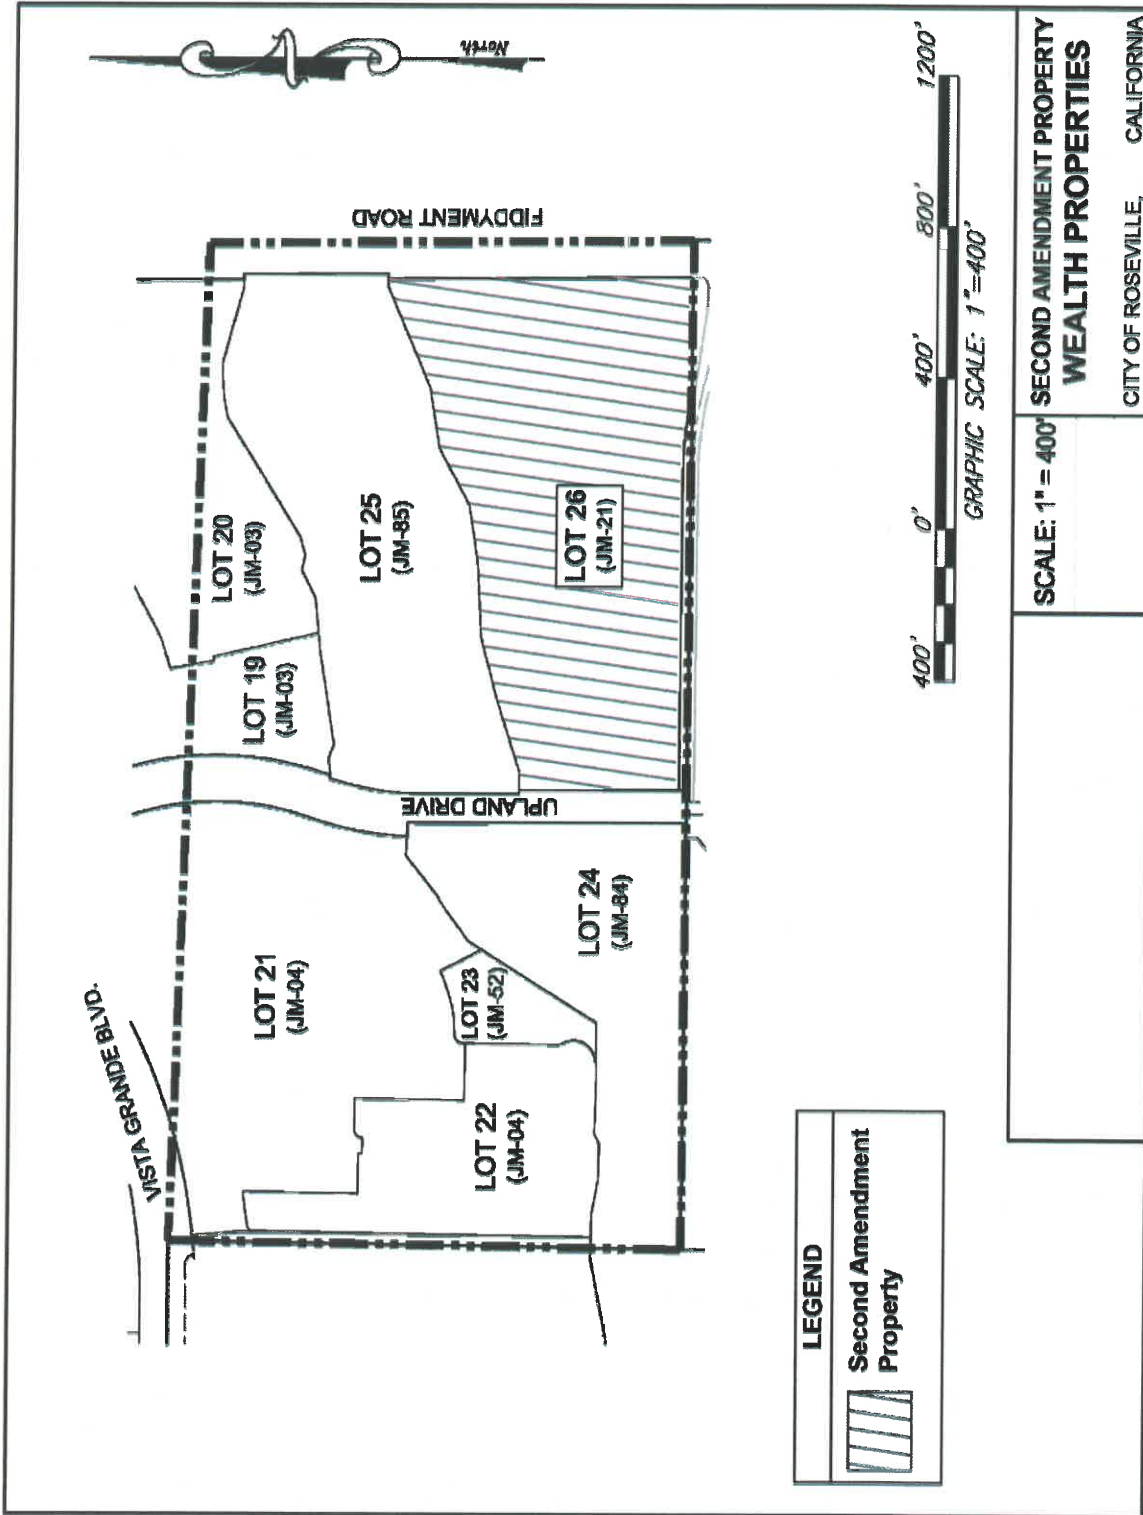 North
VISTA GRANDE BLVD.
FIDDYMENT ROAD
LOT 20
(JM-03)
LOT 19
(JM-03)
LOT 21
(JM-04)
LOT 25
(JM-85)
UPLAND DRIVE
LOT 23
(JM-52)
LOT 22
(JM-04)
LOT 24
(JM-84)
LOT 26
(JM-21)
LEGEND
Second Amendment
Property
400' 0' 400' 800' 1200'
GRAPHIC SCALE: 1"=400'
SCALE: 1" = 400'
SECOND AMENDMENT PROPERTY
WEALTH PROPERTIES
CITY OF ROSEVILLE, CALIFORNIA